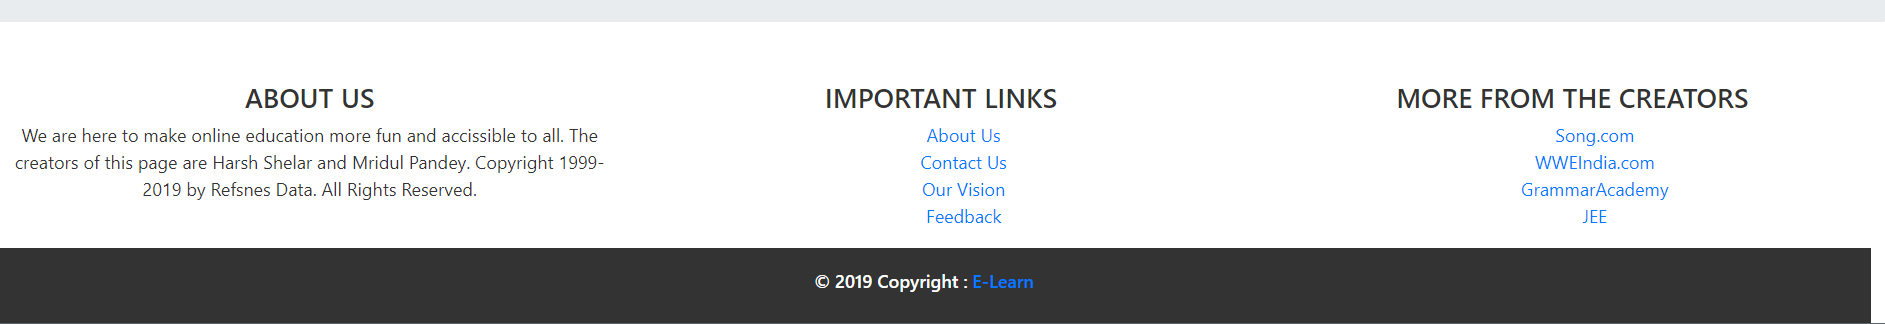 ABOUT US
We are here to make online education more fun and accissible to all. The
creators of this page are Harsh Shelar and Mridul Pandey. Copyright 1999-
2019 by Refsnes Data. All Rights Reserved.
IMPORTANT LINKS
About Us
Contact Us
Our Vision
Feedback
MORE FROM THE CREATORS
Song.com
WWEIndia.com
GrammarAcademy
JEE
© 2019 Copyright : E-Learn